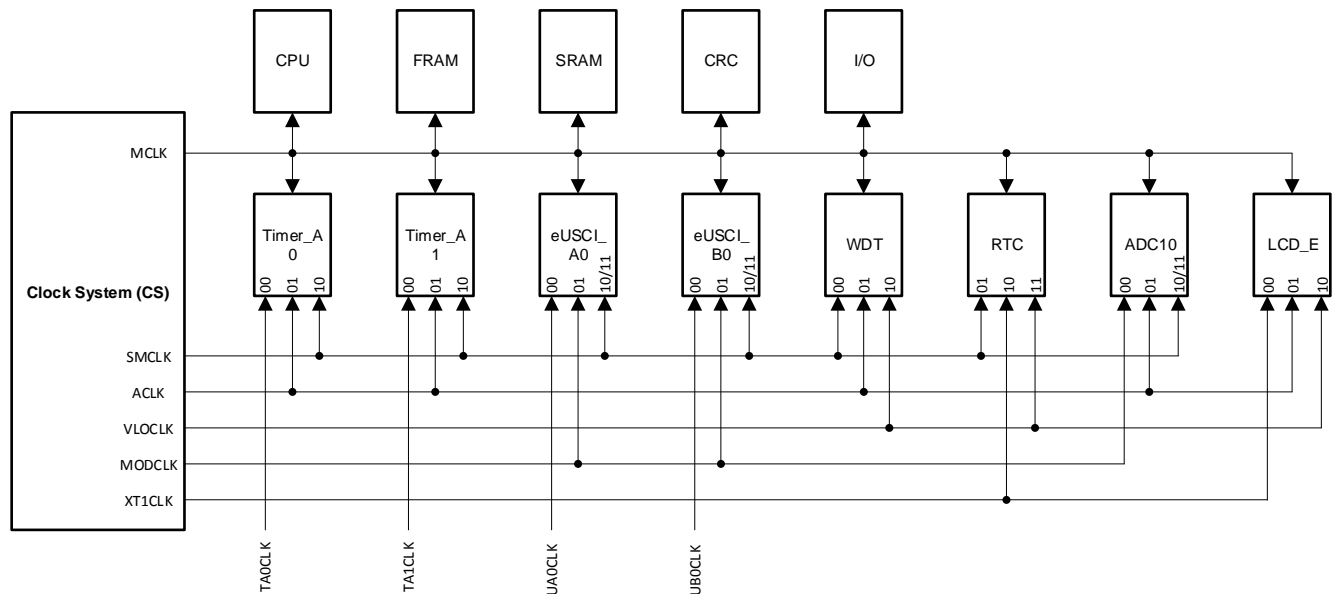 CPU
FRAM
SRAM
CRC
I/O
MCLK
Timer_A
0
Timer_A
1
eUSCI_
A0
eUSCI_
B0
WDT
RTC
ADC10
LCD_E
00
01
10
00
01
10
00
01
10/11
00
01
10/11
00
01
10
01
10
11
00
01
10/11
00
01
10
Clock System (CS)
SMCLK
ACLK
VLOCLK
MODCLK
XT1CLK
TA0CLK
TA1CLK
UA0CLK
UB0CLK